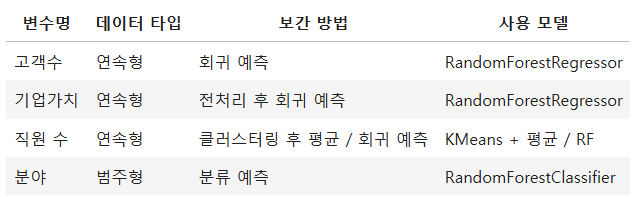 변수명 데이터 타입 보간 방법 사용 모델
고객수 연속형 회귀 예측 RandomForestRegressor
기업가치 연속형 전처리 후 회귀 예측 RandomForestRegressor
직원 수 연속형 클러스터링 후 평균 / 회귀 예측 KMeans + 평균 / RF
분야 범주형 분류 예측 RandomForestClassifier